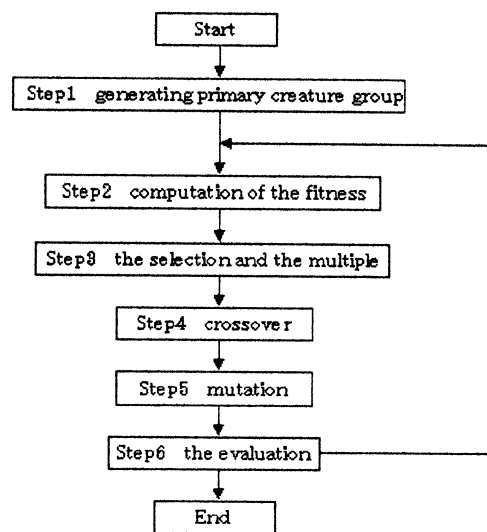 Start
Step1 generating primary creature group
Step2 computation of the fitness
Step3 the selection and the multiple
Step4 crossover
Step5 mutation
Step6 the evaluation
End